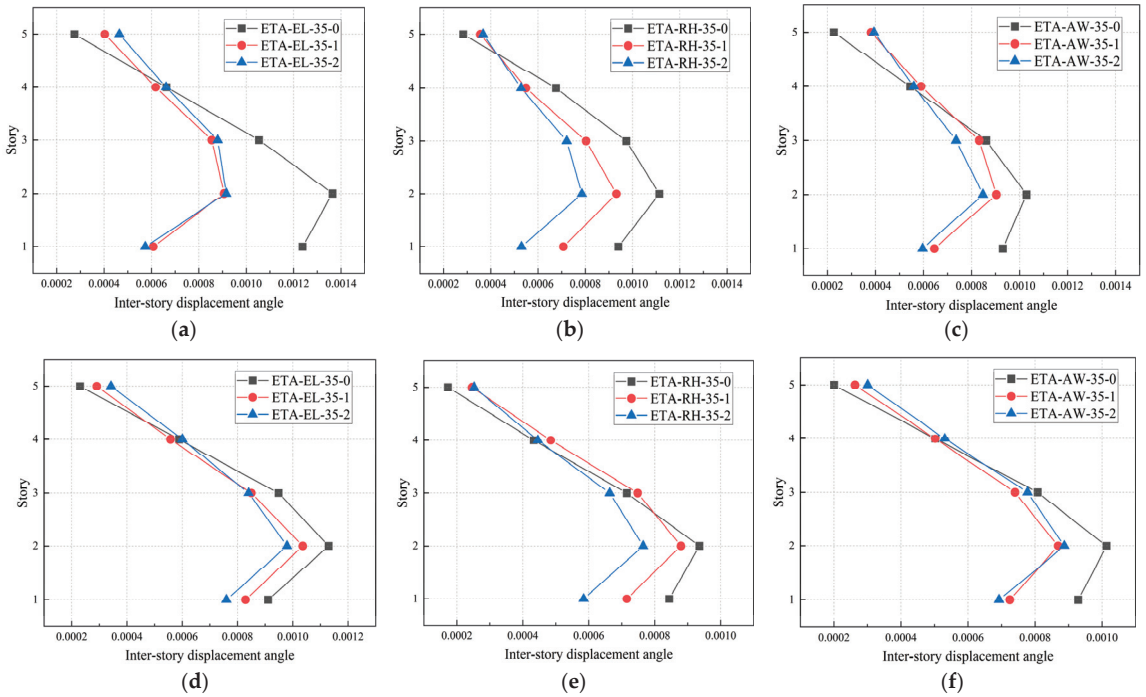 ETA-EL-35-0
ETA-EL-35-1
ETA-EL-35-2
5
4
3
2
1
Story
0.0002 0.0004 0.0006 0.0008 0.0010 0.0012 0.0014
Inter-story displacement angle
(a)
ETA-RH-35-0
ETA-RH-35-1
ETA-RH-35-2
5
4
3
2
1
Story
0.0002 0.0004 0.0006 0.0008 0.0010 0.0012 0.0014
Inter-story displacement angle
(b)
ETA-AW-35-0
ETA-AW-35-1
ETA-AW-35-2
5
4
3
2
1
Story
0.0002 0.0004 0.0006 0.0008 0.0010 0.0012 0.0014
Inter-story displacement angle
(c)
ETA-EL-35-0
ETA-EL-35-1
ETA-EL-35-2
5
4
3
2
1
Story
0.0002 0.0004 0.0006 0.0008 0.0010 0.0012
Inter-story displacement angle
(d)
ETA-RH-35-0
ETA-RH-35-1
ETA-RH-35-2
5
4
3
2
1
Story
0.0002 0.0004 0.0006 0.0008 0.0010
Inter-story displacement angle
(e)
ETA-AW-35-0
ETA-AW-35-1
ETA-AW-35-2
5
4
3
2
1
Story
0.0002 0.0004 0.0006 0.0008 0.0010
Inter-story displacement angle
(f)